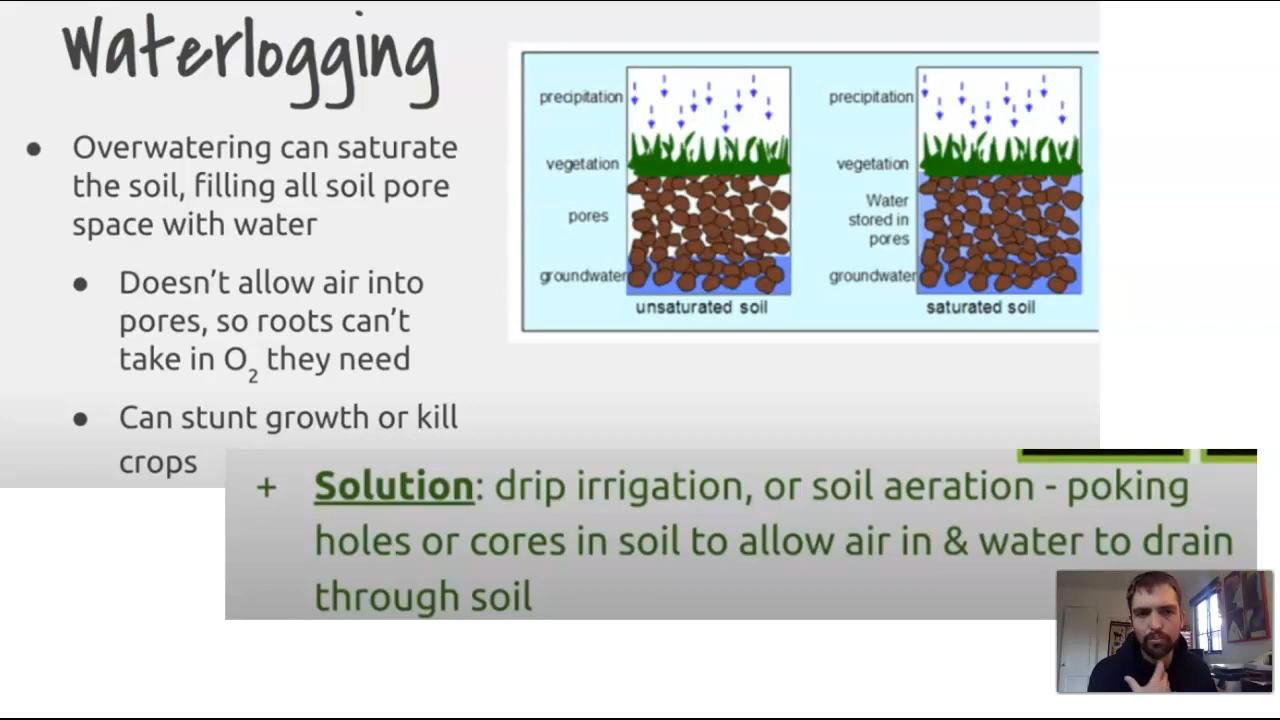 Waterlogging
● Overwatering can saturate
the soil, filling all soil pore
space with water
● Doesn't allow air into
pores, so roots can't
take in O2 they need
● Can stunt growth or kill
crops
precipitation
vegetation
pores
groundwater
unsaturated soil
precipitation
vegetation
Water
stored in
pores
groundwater
saturated soil
+ Solution: drip irrigation, or soil aeration - poking
holes or cores in soil to allow air in & water to drain
through soil